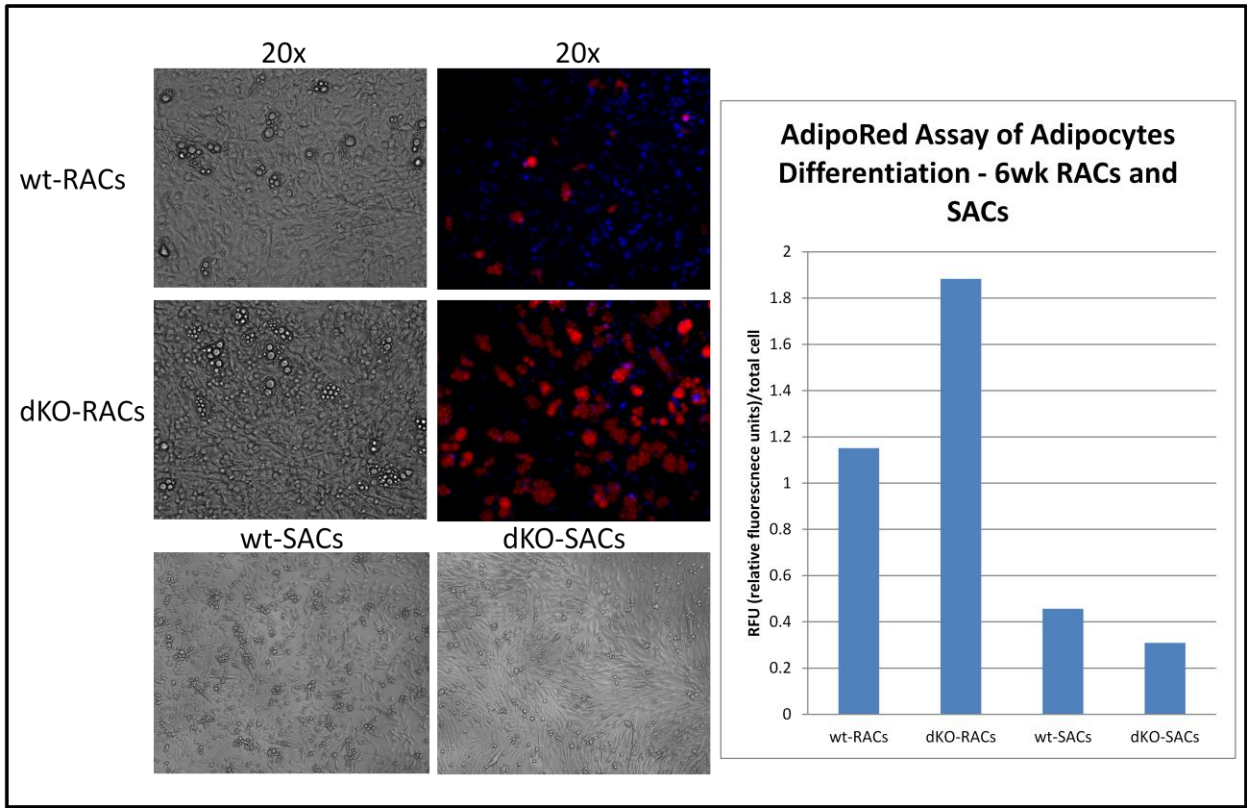 20x
20x
wt-RACs
dKO-RACs
wt-SACs
dKO-SACs
AdipoRed Assay of Adipocytes
Differentiation - 6wk RACs and
SACs
RFU (relative fluorescnece units)/total cell
2
1.8
1.6
1.4
1.2
1
0.8
0.6
0.4
0.2
0
wt-RACs
dKO-RACs
wt-SACs
dKO-SACs